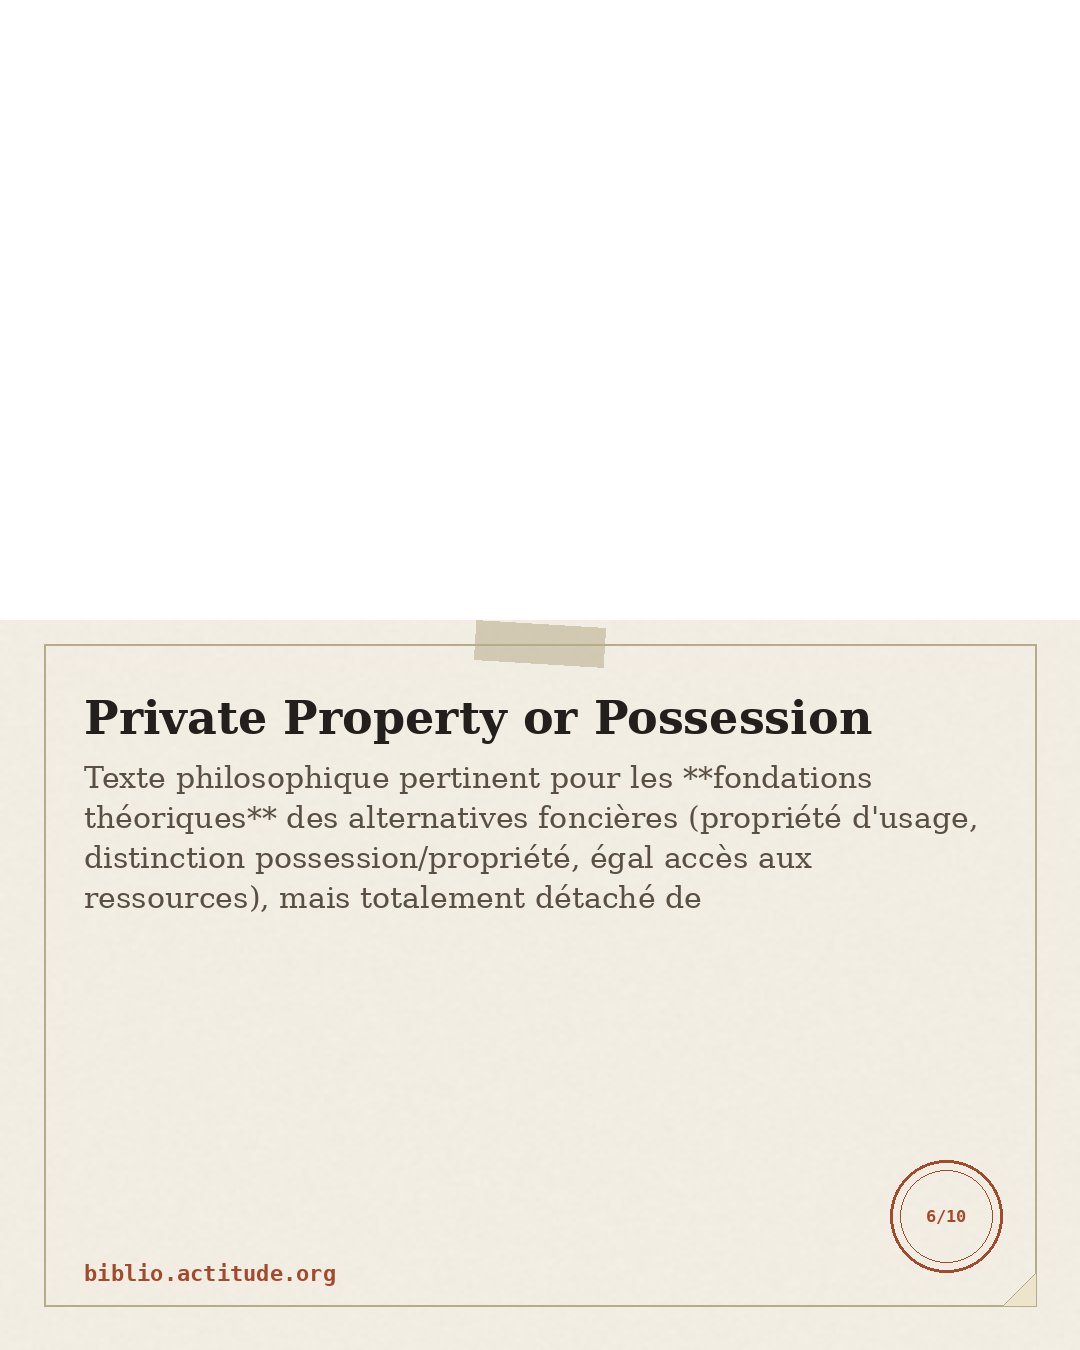 Private Property or Possession
Texte philosophique pertinent pour les **fondations
théoriques** des alternatives foncières (propriété d'usage,
distinction possession/propriété, égal accès aux
ressources), mais totalement détaché de
6/10
biblio.actitude.org